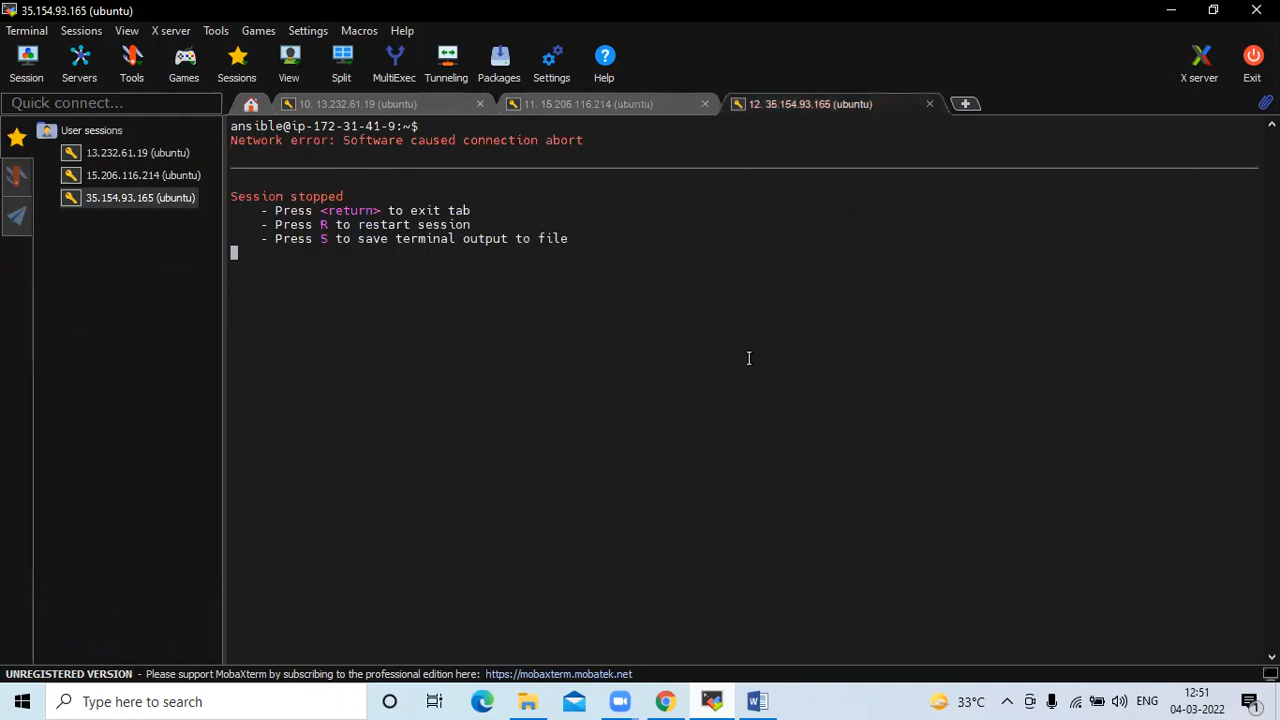 35.154.93.165 (ubuntu)
Terminal Sessions View X server Tools Games Settings Macros Help
Session Servers Tools Games Sessions View Split MultiExec Tunneling Packages Settings Help X server Exit
Quick connect... 10. 13.232.61.19 (ubuntu) 11. 15.206.116.214 (ubuntu) 12. 35.154.93.165 (ubuntu)
User sessions
13.232.61.19 (ubuntu)
15.206.116.214 (ubuntu)
35.154.93.165 (ubuntu)
ansible@ip-172-31-41-9:~$
Network error: Software caused connection abort
Session stopped
- Press <return> to exit tab
- Press R to restart session
- Press S to save terminal output to file
UNREGISTERED VERSION - Please support MobaXterm by subscribing to the professional edition here: https://mobaxterm.mobatek.net
Type here to search
33°C
ENG
12:51
04-03-2022
1